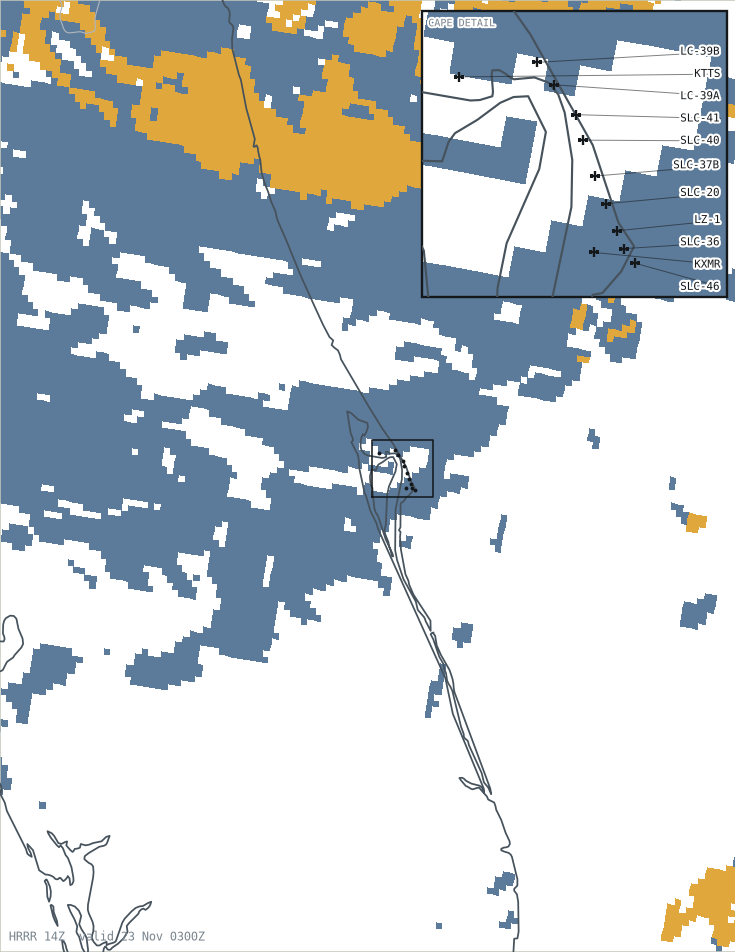 CAPE DETAIL
LC-39B
KTTS
LC-39A
SLC-41
SLC-40
SLC-37B
SLC-20
LZ-1
SLC-36
KXMR
SLC-46
HRRR 14Z  valid 23 Nov 0300Z